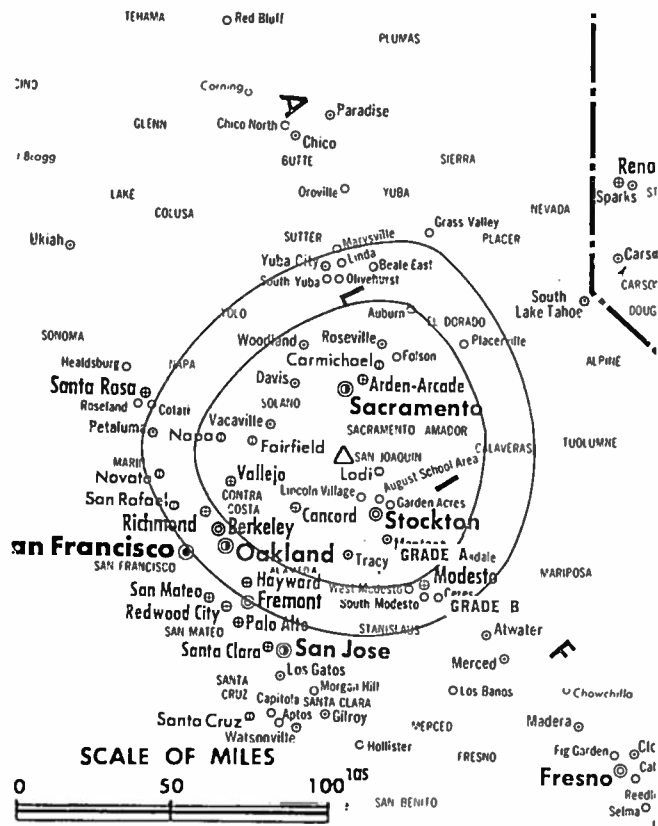 TEHAMA
Red Bluff
PLUMAS
Corning
A
Paradise
GLENN
Chico North
Chico
BUTTE
SIERRA
Bragg
Reno
Sparks
LAKE
Oroville
YUBA
NEVADA
COLUSA
Grass Valley
Ukiah
SUTTER
Marysville
PLACER
Yuba City
Linda
Beale East
South Yuba
Olivehurst
L
South
Lake Tahoe
YOLO
Auburn
EL DORADO
SONOMA
Woodland
Roseville
Placerville
Healdsburg
NAPA
Carmichael
Folson
ALPINE
Santa Rosa
Davis
Arden-Arcade
Roseland
Cotati
SOLANO
Sacramento
Petaluma
Napa
Vacaville
SACRAMENTO
AMADOR
Fairfield
CALAVERAS
TUOLUMNE
MARIN
Novato
Vallejo
SAN JOAQUIN
Lodi
August School Area
San Rafael
CONTRA
COSTA
Lincoln Village
Garden Acres
Concord
Richmond
Berkeley
Stockton
an Francisco
Oakland
Tracy
GRADE A
dale
SAN FRANCISCO
ALAMEDA
Hayward
Modesto
MARIPOSA
San Mateo
West Modesto
Ceres
Fremont
South Modesto
GRADE B
Redwood City
Palo Alto
SAN MATEO
STANISLAUS
Atwater
Santa Clara
San Jose
Merced
F
Los Gatos
SANTA
CRUZ
Morgan Hill
Los Banos
Chowchilla
Capitola
SANTA CLARA
Santa Cruz
Aptos
Gilroy
MERCED
Madera
Watsonville
Hollister
SCALE OF MILES
FRESNO
Fig Garden
Fresno
0 50 100
SAN BENITO
Selma